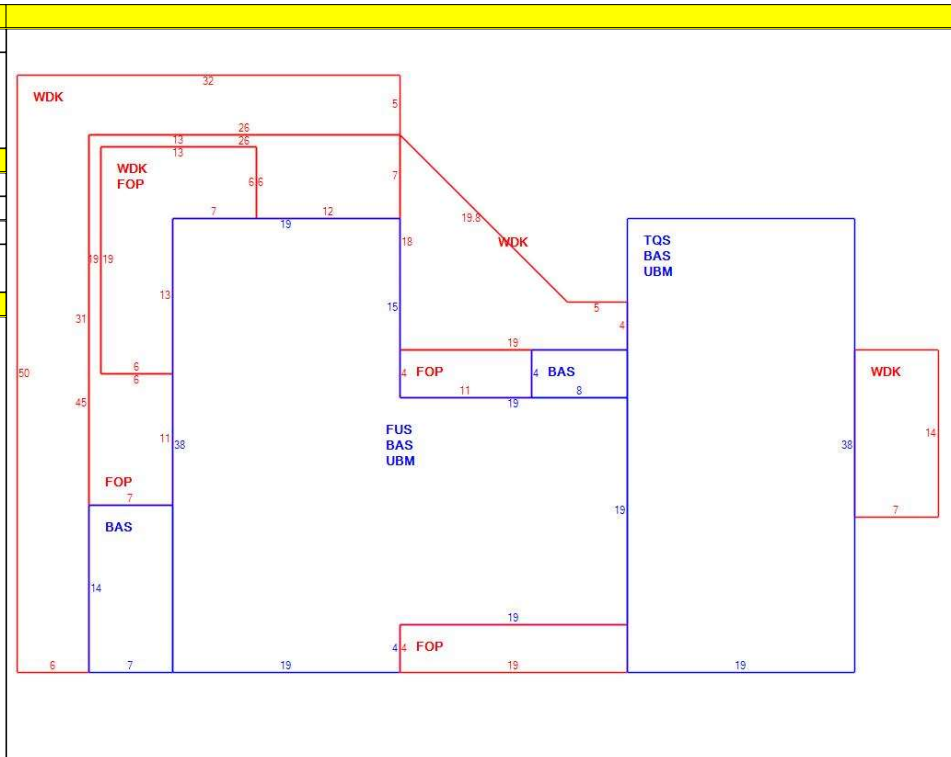 32
WDK
5
26
13 26
13
WDK
FOP
7
6 6
7 12
19
19.8
18
WDK
TQS
BAS
UBM
19 19
13
15
5
31
4
19
6
6
50
4 FOP
4 BAS
WDK
11
8
19
45
FUS
BAS
UBM
11 38
38
14
FOP
7
7
19
BAS
14
19
4 4 FOP
6
7
19
19
19